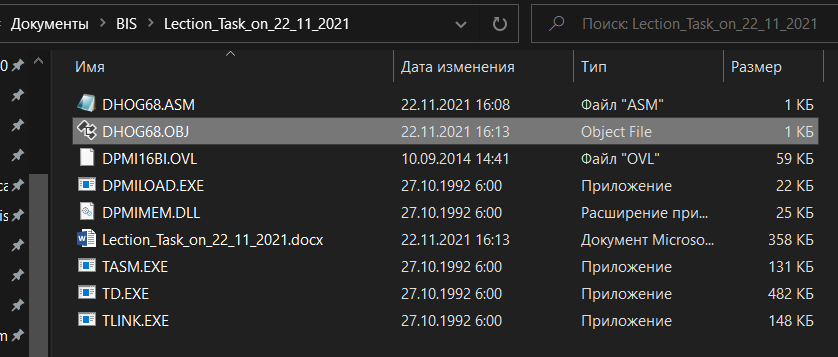 Документы > BIS > Lection_Task_on_22_11_2021
Поиск: Lection_Task_on_22_11_2021
Имя Дата изменения Тип Размер
DHOG68.ASM 22.11.2021 16:08 Файл "ASM" 1 КБ
DHOG68.OBJ 22.11.2021 16:13 Object File 1 КБ
DPMI16BI.OVL 10.09.2014 14:41 Файл "OVL" 59 КБ
DPMILOAD.EXE 27.10.1992 6:00 Приложение 22 КБ
DPMIMEM.DLL 27.10.1992 6:00 Расширение при... 25 КБ
Lection_Task_on_22_11_2021.docx 22.11.2021 16:13 Документ Microso... 358 КБ
TASM.EXE 27.10.1992 6:00 Приложение 131 КБ
TD.EXE 27.10.1992 6:00 Приложение 482 КБ
TLINK.EXE 27.10.1992 6:00 Приложение 148 КБ